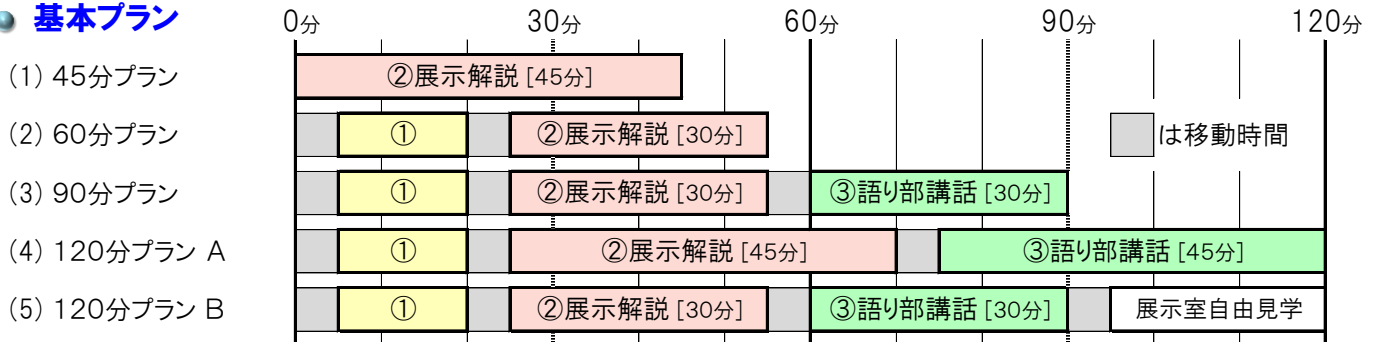 基本プラン
0分 30分 60分 90分 120分
(1) 45分プラン ②展示解説 [45分]
(2) 60分プラン ① ②展示解説 [30分] は移動時間
(3) 90分プラン ① ②展示解説 [30分] ③語り部講話 [30分]
(4) 120分プラン A ① ②展示解説 [45分] ③語り部講話 [45分]
(5) 120分プラン B ① ②展示解説 [30分] ③語り部講話 [30分] 展示室自由見学